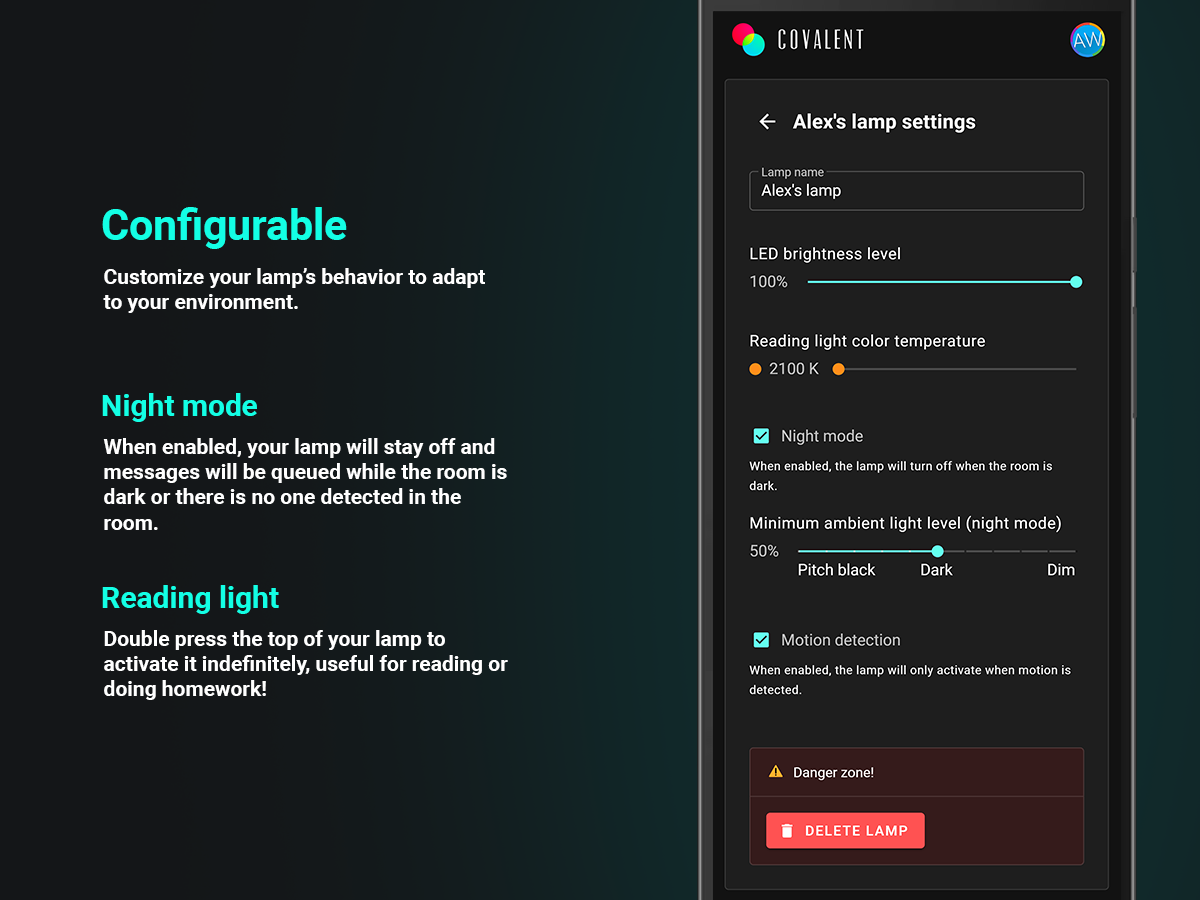 Configurable
Customize your lamp’s behavior to adapt
to your environment.
Night mode
When enabled, your lamp will stay off and
messages will be queued while the room is
dark or there is no one detected in the
room.
Reading light
Double press the top of your lamp to
activate it indefinitely, useful for reading or
doing homework!
COVALENT
AW
Alex's lamp settings
Lamp name
Alex's lamp
LED brightness level
100%
Reading light color temperature
2100 K
Night mode
When enabled, the lamp will turn off when the room is
dark.
Minimum ambient light level (night mode)
50%
Pitch black Dark Dim
Motion detection
When enabled, the lamp will only activate when motion is
detected.
Danger zone!
DELETE LAMP